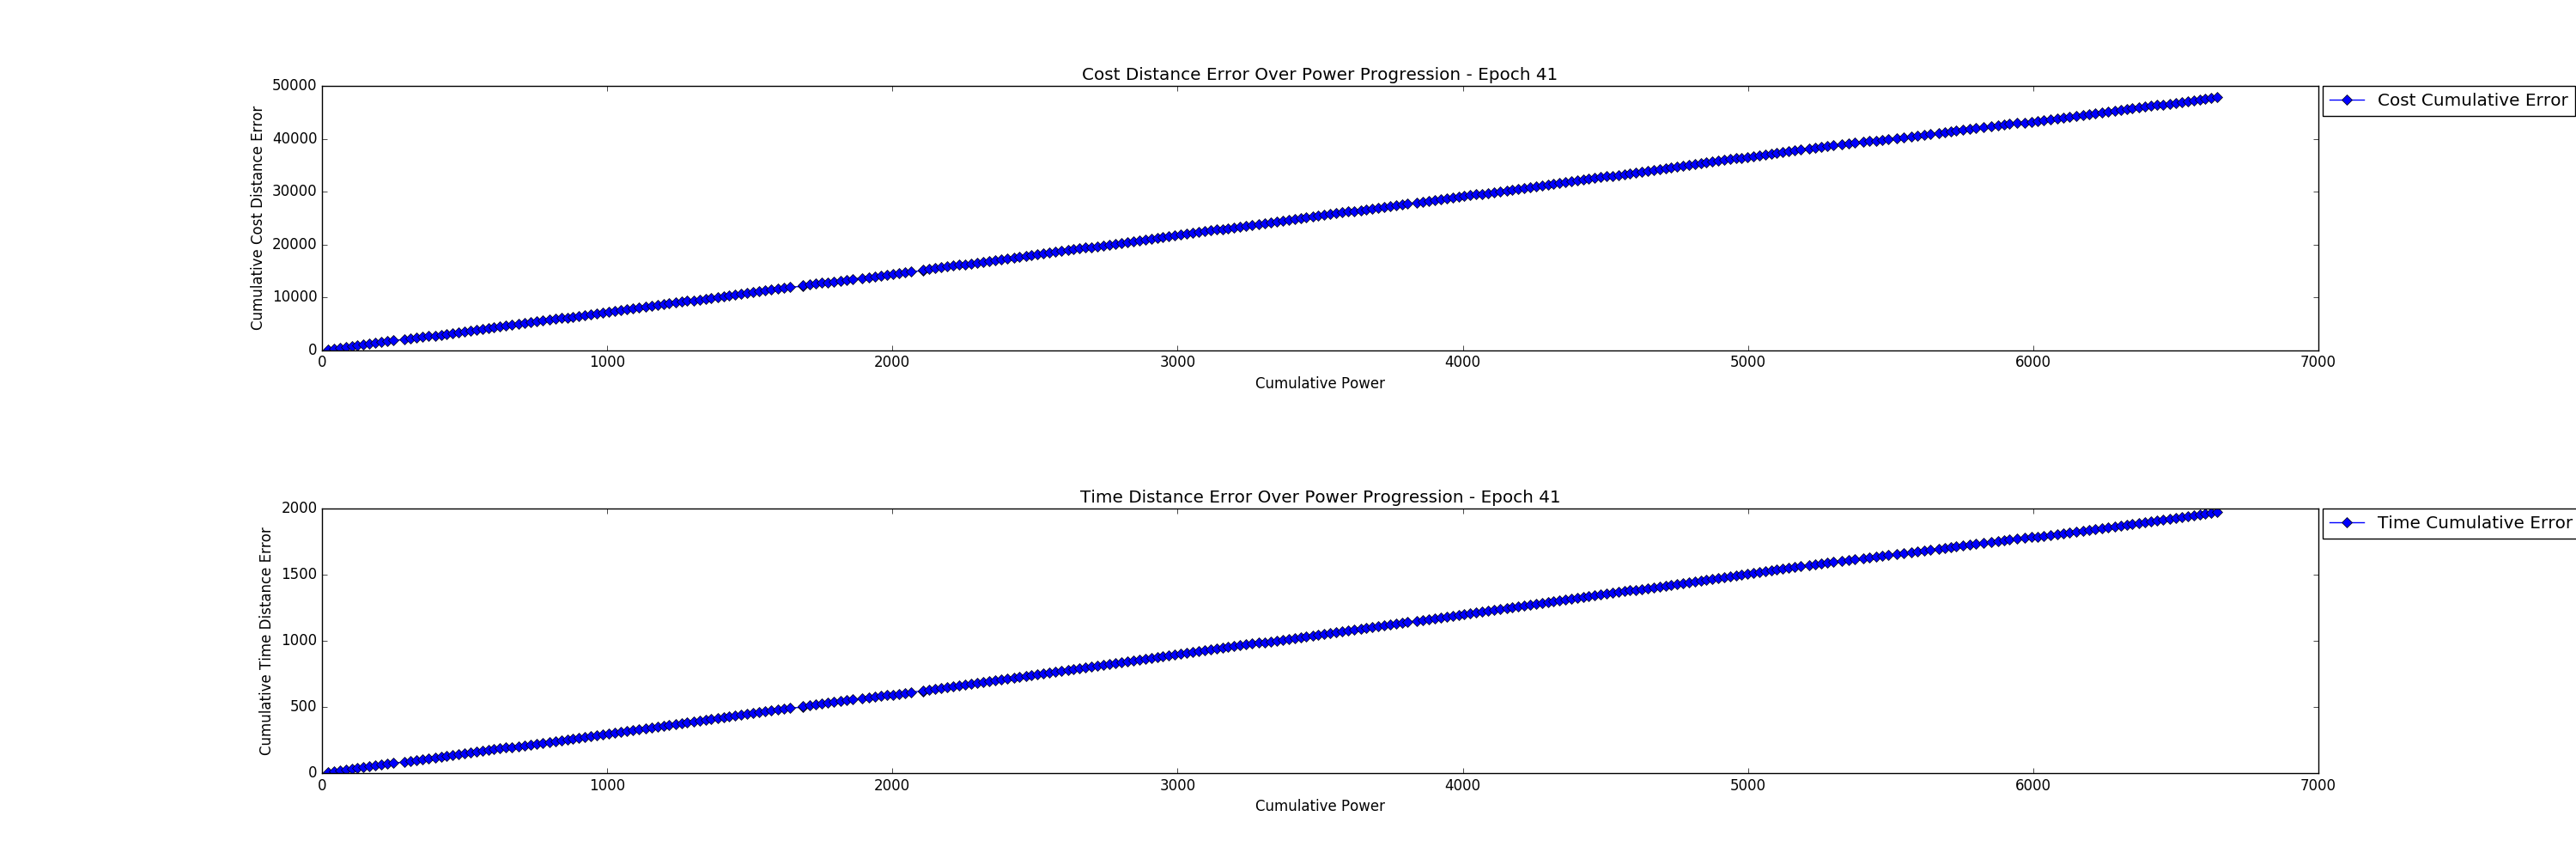 Cost Distance Error Over Power Progression - Epoch 41
50000
40000
30000
20000
10000
0
Cumulative Cost Distance Error
0 1000 2000 3000 4000 5000 6000 7000
Cumulative Power
Cost Cumulative Error
Time Distance Error Over Power Progression - Epoch 41
2000
1500
1000
500
0
Cumulative Time Distance Error
0 1000 2000 3000 4000 5000 6000 7000
Cumulative Power
Time Cumulative Error